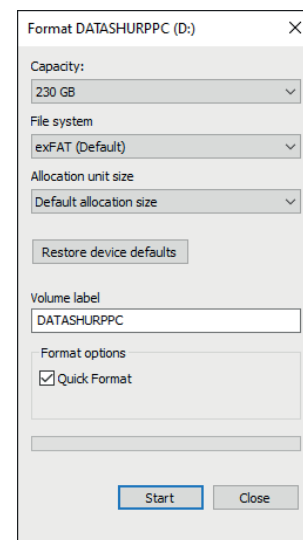 Format DATASHURPPC (D:)
Capacity:
230 GB
File system
exFAT (Default)
Allocation unit size
Default allocation size
Restore device defaults
Volume label
DATASHURPPC
Format options
Quick Format
Start Close